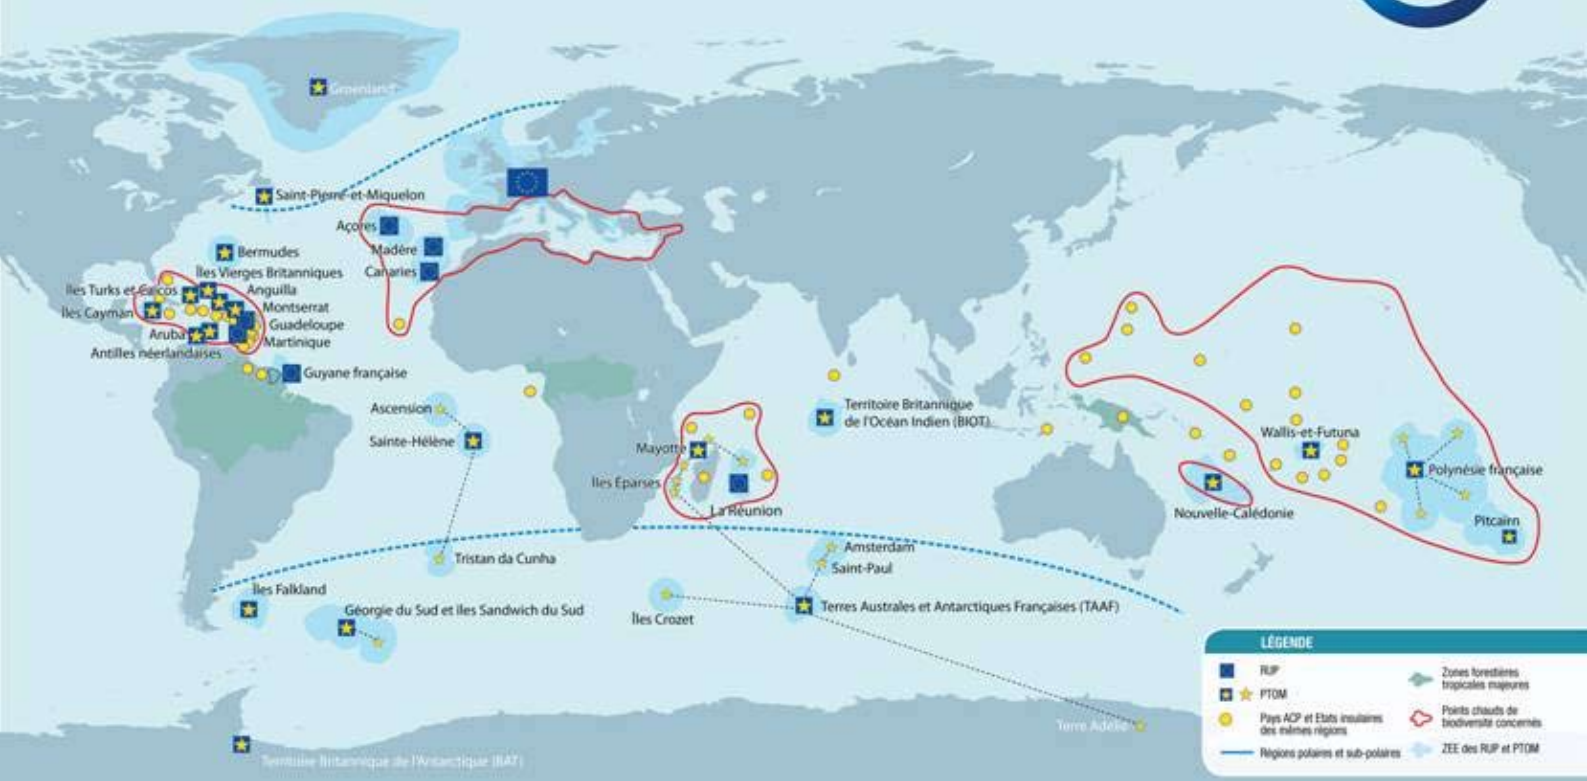 Groenland
Saint-Pierre-et-Miquelon
Açores
Madère
Canaries
Bermudes
Îles Vierges Britanniques
Îles Turks et Caicos
Anguilla
Îles Cayman
Montserrat
Guadeloupe
Aruba
Martinique
Antilles néerlandaises
Guyane française
Ascension
Sainte-Hélène
Tristan da Cunha
Territoire Britannique
de l'Océan Indien (BIOT)
Mayotte
Îles Eparses
La Réunion
Wallis-et-Futuna
Polynésie française
Nouvelle-Calédonie
Pitcairn
Amsterdam
Saint-Paul
Îles Falkland
Géorgie du Sud et îles Sandwich du Sud
Îles Crozet
Terres Australes et Antarctiques Françaises (TAAF)
Terre Adélie
Territoire Britannique de l'Antarctique (BAT)
LÉGENDE
RUP
PTOM
Pays ACP et Etats insulaires
des mêmes régions
Régions polaires et sub-polaires
Zones forestières
tropicales majeures
Points chauds de
biodiversité concernés
ZEE des RUP et PTOM